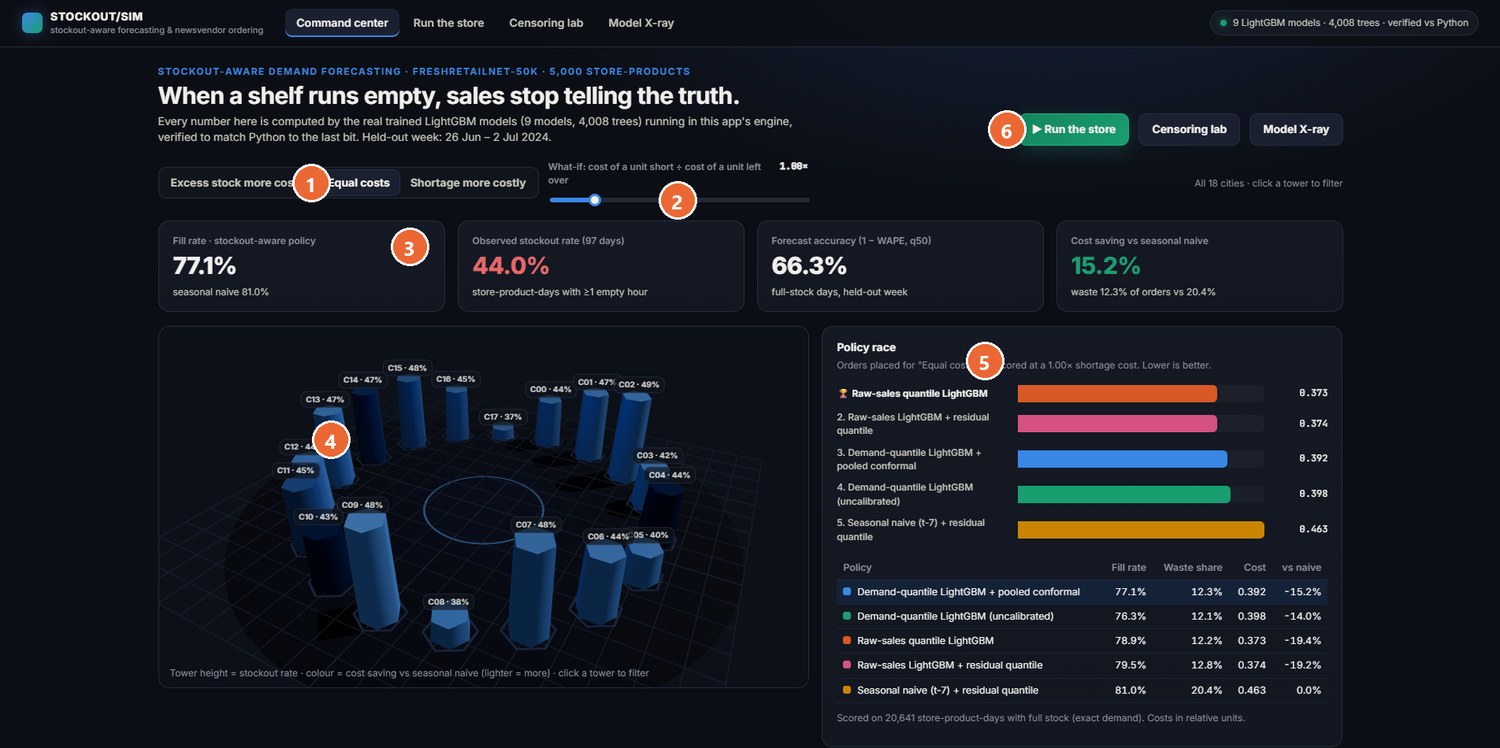 STOCKOUT/SIM
stockout-aware forecasting & newsvendor ordering
Command center
Run the store
Censoring lab
Model X-ray
9 LightGBM models · 4,008 trees · verified vs Python
STOCKOUT-AWARE DEMAND FORECASTING · FRESHRETAILNET-50K · 5,000 STORE-PRODUCTS
When a shelf runs empty, sales stop telling the truth.
Every number here is computed by the real trained LightGBM models (9 models, 4,008 trees) running in this app's engine,
verified to match Python to the last bit. Held-out week: 26 Jun – 2 Jul 2024.
6
▶ Run the store
Censoring lab
Model X-ray
Excess stock more cos
1
Equal costs
Shortage more costly
What-if: cost of a unit short ÷ cost of a unit left
over
1.00×
2
All 18 cities · click a tower to filter
Fill rate · stockout-aware policy
77.1%
seasonal naive 81.0%
3
Observed stockout rate (97 days)
44.0%
store-product-days with ≥1 empty hour
Forecast accuracy (1 − WAPE, q50)
66.3%
full-stock days, held-out week
Cost saving vs seasonal naive
15.2%
waste 12.3% of orders vs 20.4%
C15 · 48%
C14 · 47%
C16 · 45%
C00 · 44%
C01 · 47%
C02 · 49%
C13 · 47%
C17 · 37%
4
C12 · 44
C03 · 42%
C11 · 45%
C04 · 44%
C09 · 48%
C10 · 43%
C07 · 48%
C06 · 44%
C05 · 40%
C08 · 38%
Tower height = stockout rate · colour = cost saving vs seasonal naive (lighter = more) · click a tower to filter
Policy race
5
Orders placed for "Equal co ored at a 1.00× shortage cost. Lower is better.
🏆 Raw-sales quantile LightGBM
0.373
2. Raw-sales LightGBM + residual
quantile
0.374
3. Demand-quantile LightGBM +
pooled conformal
0.392
4. Demand-quantile LightGBM
(uncalibrated)
0.398
5. Seasonal naive (t-7) + residual
quantile
0.463
Policy Fill rate Waste share Cost vs naive
Demand-quantile LightGBM + pooled conformal 77.1% 12.3% 0.392 -15.2%
Demand-quantile LightGBM (uncalibrated) 76.3% 12.1% 0.398 -14.0%
Raw-sales quantile LightGBM 78.9% 12.2% 0.373 -19.4%
Raw-sales LightGBM + residual quantile 79.5% 12.8% 0.374 -19.2%
Seasonal naive (t-7) + residual quantile 81.0% 20.4% 0.463 0.0%
Scored on 20,641 store-product-days with full stock (exact demand). Costs in relative units.